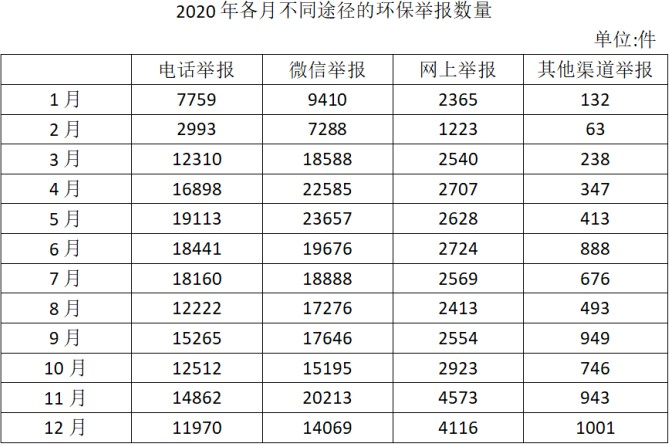 2020 年各月不同途径的环保举报数量
单位:件
电话举报 微信举报 网上举报 其他渠道举报
1 月 7759 9410 2365 132
2 月 2993 7288 1223 63
3 月 12310 18588 2540 238
4 月 16898 22585 2707 347
5 月 19113 23657 2628 413
6 月 18441 19676 2724 888
7 月 18160 18888 2569 676
8 月 12222 17276 2413 493
9 月 15265 17646 2554 949
10 月 12512 15195 2923 746
11 月 14862 20213 4573 943
12 月 11970 14069 4116 1001